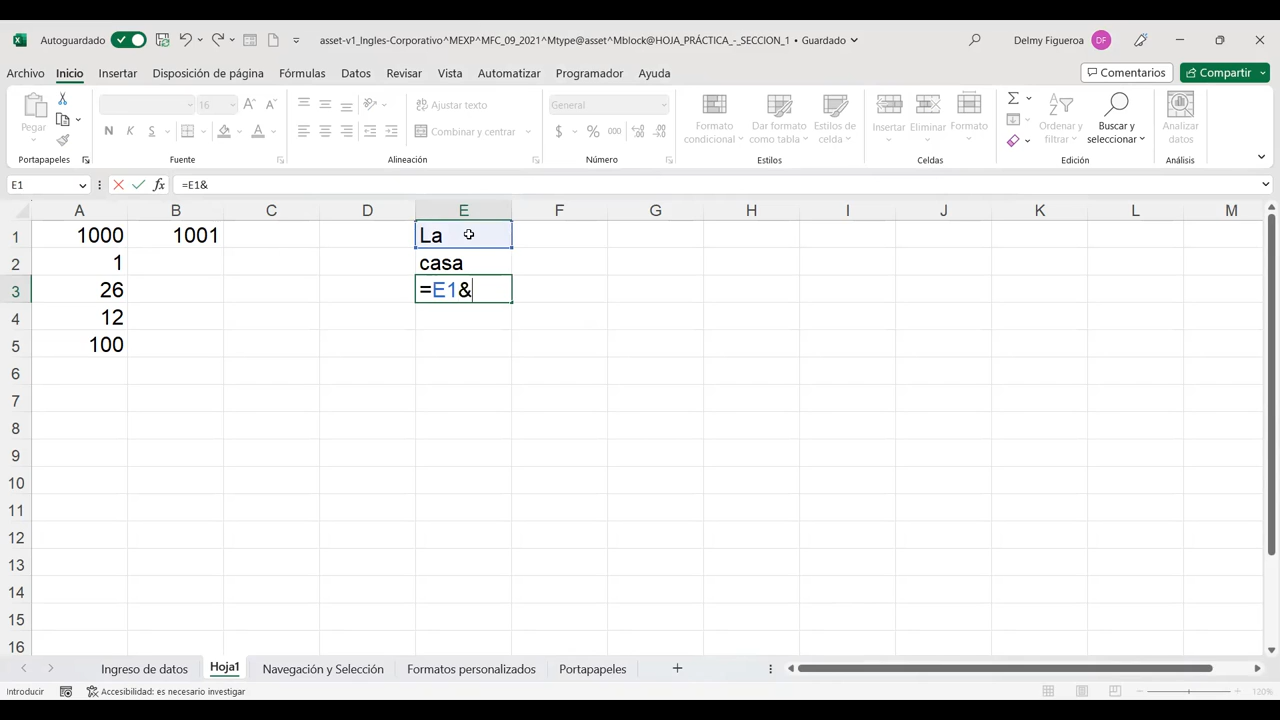 Autoguardado
asset-v1_Ingles-Corporativo^MEXP^MFC_09_2021^Mtype@asset^Mblock@HOJA_PRÁCTICA_-_SECCION_1 • Guardado
Delmy Figueroa DF
Archivo Inicio Insertar Disposición de página Fórmulas Datos Revisar Vista Automatizar Programador Ayuda Comentarios Compartir
Pegar
16
Ajustar texto
General
Combinar y centrar
N K S
$ % 000
Formato condicional
Dar formato como tabla
Estilos de celda
Insertar
Eliminar
Formato
Ordenar y filtrar
Buscar y seleccionar
Analizar datos
Portapapeles Fuente Alineación Número Estilos Celdas Edición Análisis
E1 fx =E1&
A B C D E F G H I J K L M
1 1000 1001 La
2 1 casa
3 26 =E1&
4 12
5 100
6
7
8
9
10
11
12
13
14
15
16
Ingreso de datos Hoja1 Navegación y Selección Formatos personalizados Portapapeles
Introducir Accesibilidad: es necesario investigar 120%